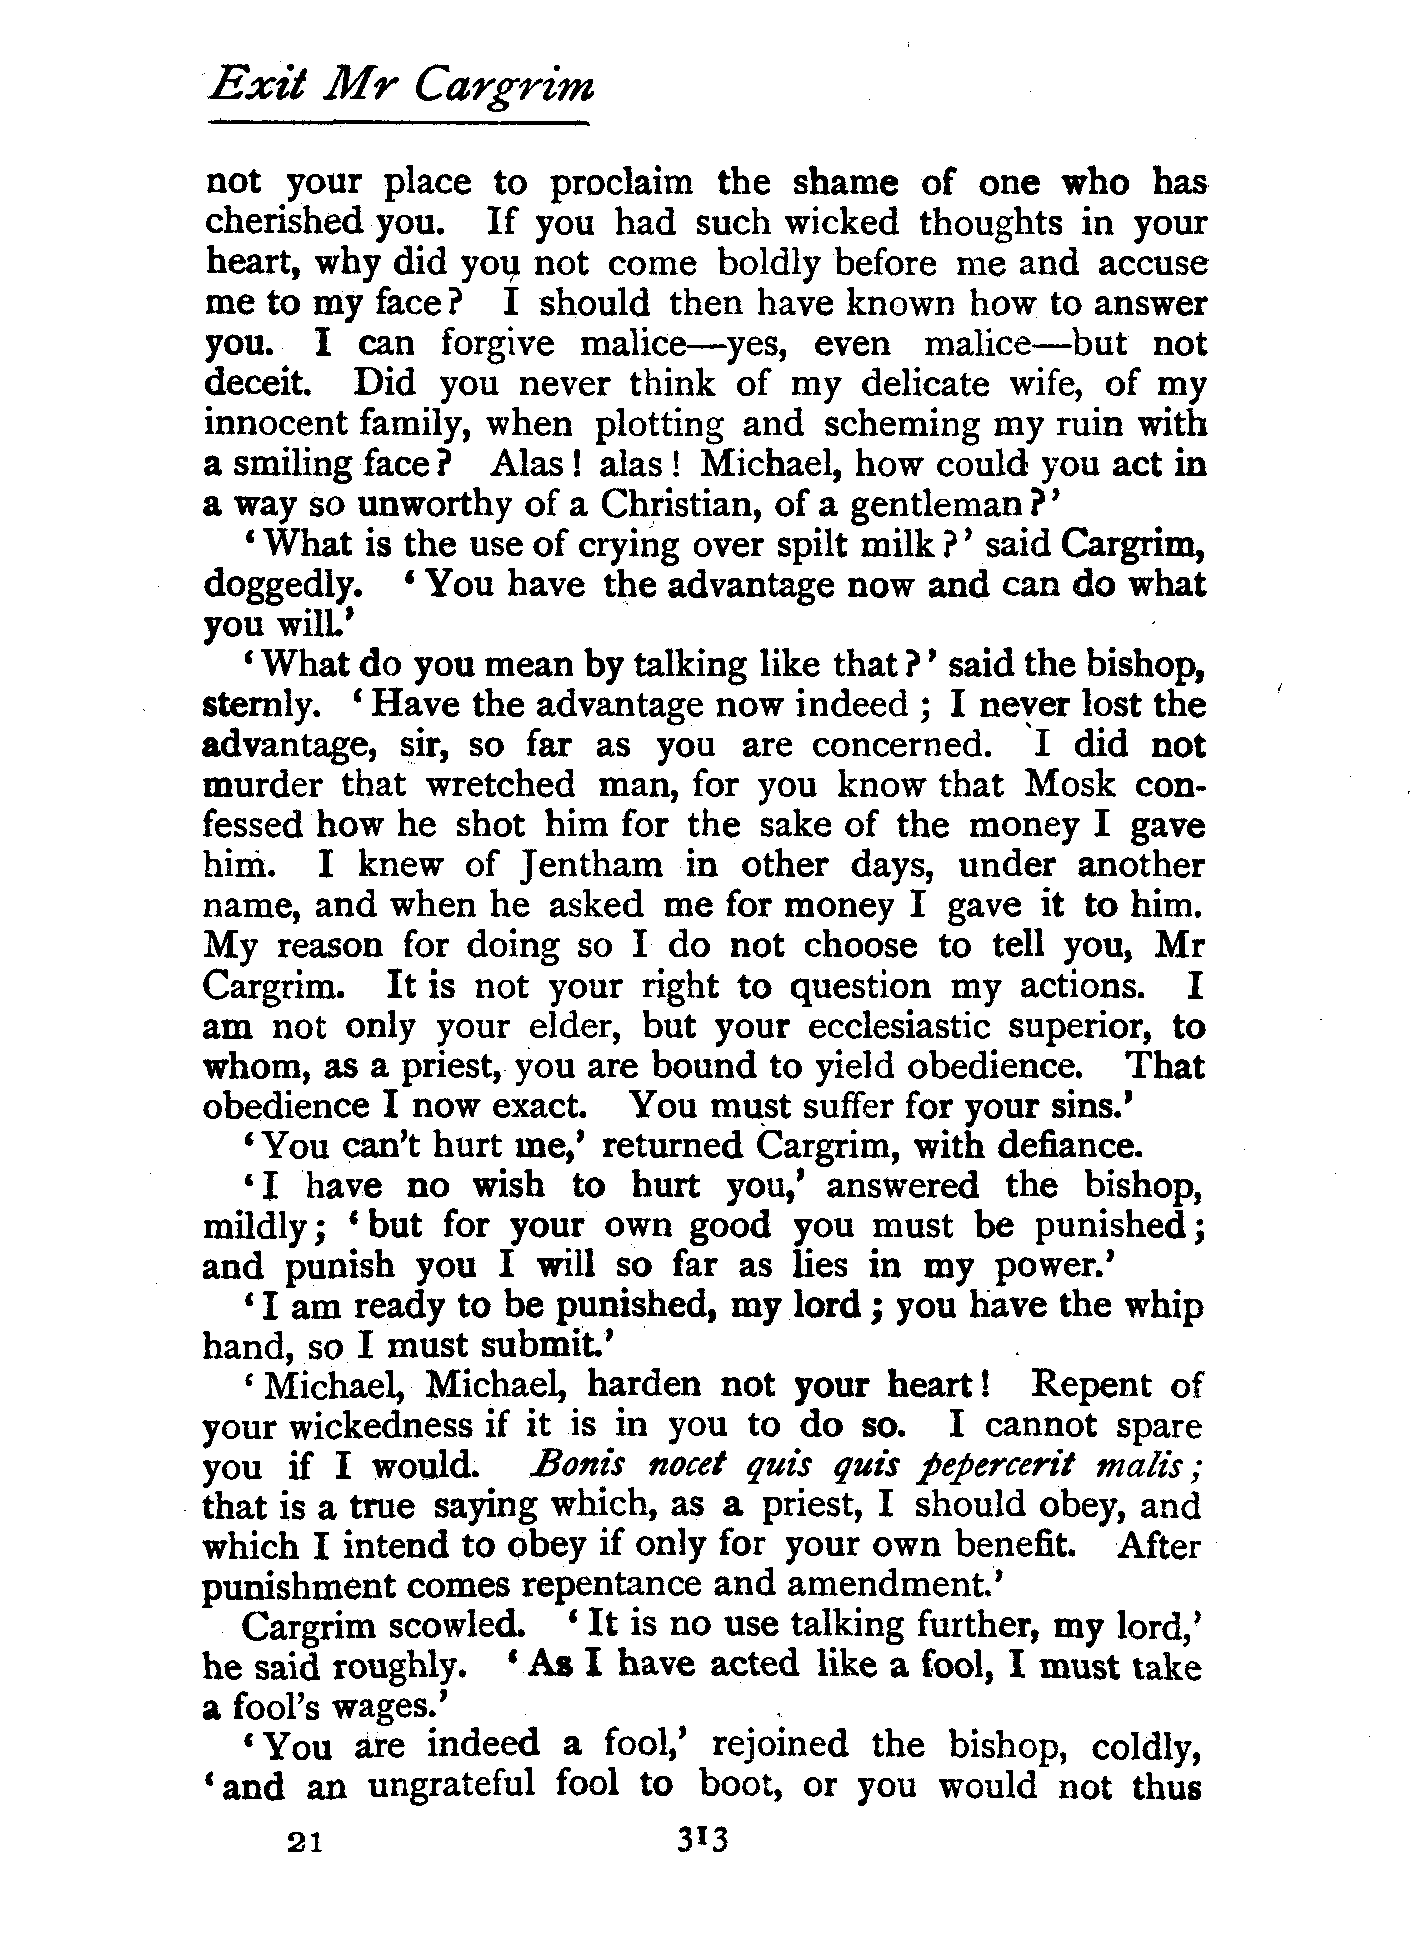 Exit Mr Cargrim
not your place to proclaim the shame of one who has
cherished you. If you had such wicked thoughts in your
heart, why did you not come boldly before me and accuse
me to my face? I should then have known how to answer
you. I can forgive malice—yes, even malice—but not
deceit. Did you never think of my delicate wife, of my
innocent family, when plotting and scheming my ruin with
a smiling face? Alas! alas! Michael, how could you act in
a way so unworthy of a Christian, of a gentleman?'
'What is the use of crying over spilt milk?' said Cargrim,
doggedly. 'You have the advantage now and can do what
you will.'
'What do you mean by talking like that?' said the bishop,
sternly. 'Have the advantage now indeed; I never lost the
advantage, sir, so far as you are concerned. I did not
murder that wretched man, for you know that Mosk con-
fessed how he shot him for the sake of the money I gave
him. I knew of Jentham in other days, under another
name, and when he asked me for money I gave it to him.
My reason for doing so I do not choose to tell you, Mr
Cargrim. It is not your right to question my actions. I
am not only your elder, but your ecclesiastic superior, to
whom, as a priest, you are bound to yield obedience. That
obedience I now exact. You must suffer for your sins.'
'You can't hurt me,' returned Cargrim, with defiance.
'I have no wish to hurt you,' answered the bishop,
mildly; 'but for your own good you must be punished;
and punish you I will so far as lies in my power.'
'I am ready to be punished, my lord; you have the whip
hand, so I must submit.'
'Michael, Michael, harden not your heart! Repent of
your wickedness if it is in you to do so. I cannot spare
you if I would. Bonis nocet quis quis pepercerit malis;
that is a true saying which, as a priest, I should obey, and
which I intend to obey if only for your own benefit. After
punishment comes repentance and amendment.'
Cargrim scowled. 'It is no use talking further, my lord,'
he said roughly. 'As I have acted like a fool, I must take
a fool's wages.'
'You are indeed a fool,' rejoined the bishop, coldly,
'and an ungrateful fool to boot, or you would not thus
21 313